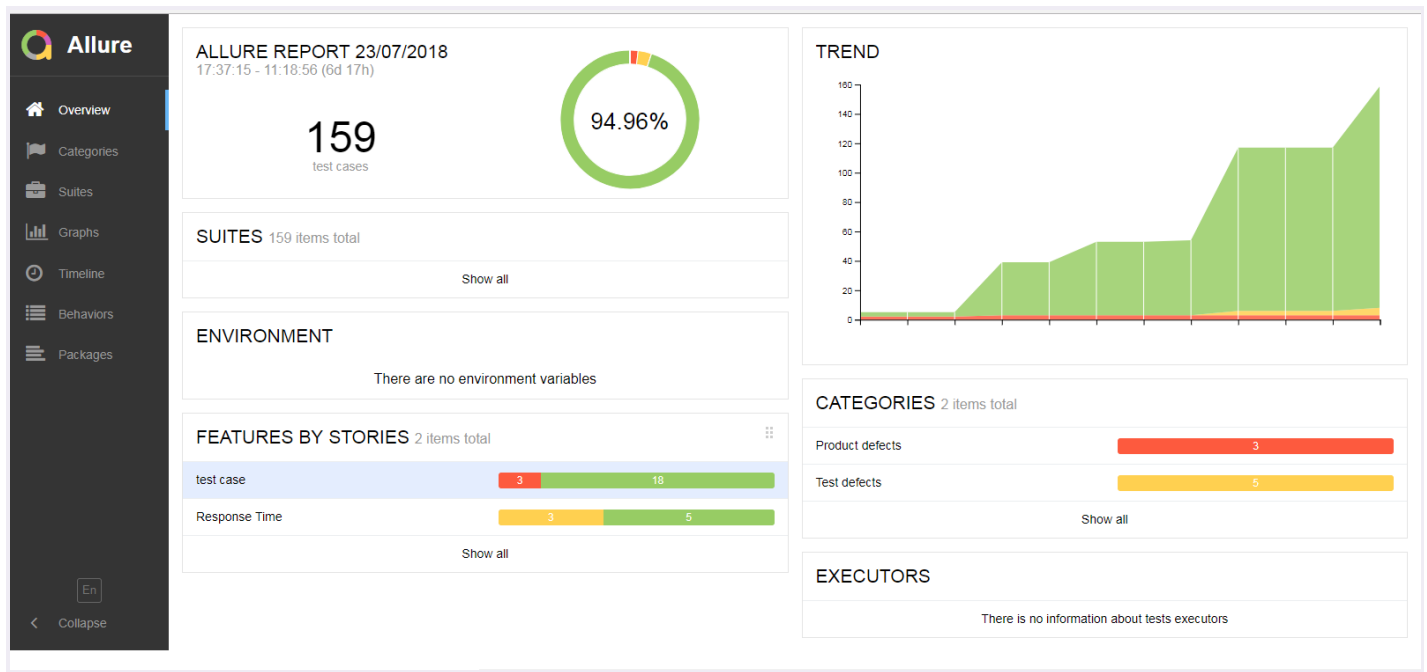 Allure
Overview
Categories
Suites
Graphs
Timeline
Behaviors
Packages
En
Collapse
ALLURE REPORT 23/07/2018
17:37:15 - 11:18:56 (6d 17h)
159
test cases
94.96%
SUITES 159 items total
Show all
ENVIRONMENT
There are no environment variables
FEATURES BY STORIES 2 items total
test case 3 18
Response Time 3 5
Show all
TREND
160
140
120
100
80
60
40
20
0
CATEGORIES 2 items total
Product defects 3
Test defects 5
Show all
EXECUTORS
There is no information about tests executors